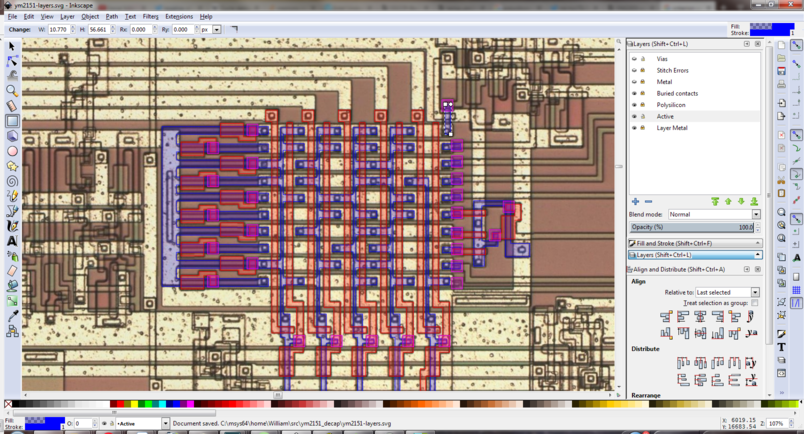 ym2151-layers.svg - Inkscape
File Edit View Layer Object Path Text Filters Extensions Help
Change: W: 10.770 H: 56.661 Rx: 0.000 Ry: 0.000 px
Fill:
Stroke: 1
Layers (Shift+Ctrl+L)
Vias
Stitch Errors
Metal
Buried contacts
Polysilicon
Active
Layer Metal
Blend mode: Normal
Opacity (%) 100.0
Fill and Stroke (Shift+Ctrl+F)
Layers (Shift+Ctrl+L)
Align and Distribute (Shift+Ctrl+A)
Align
Relative to: Last selected
Treat selection as group:
Distribute
Rearrange
Fill:
Stroke: 1
O: 0
Active
Document saved. C:\msys64\home\William\src\ym2151_decap\ym2151-layers.svg
X: 6019.15
Y: 16683.54
Z: 107%